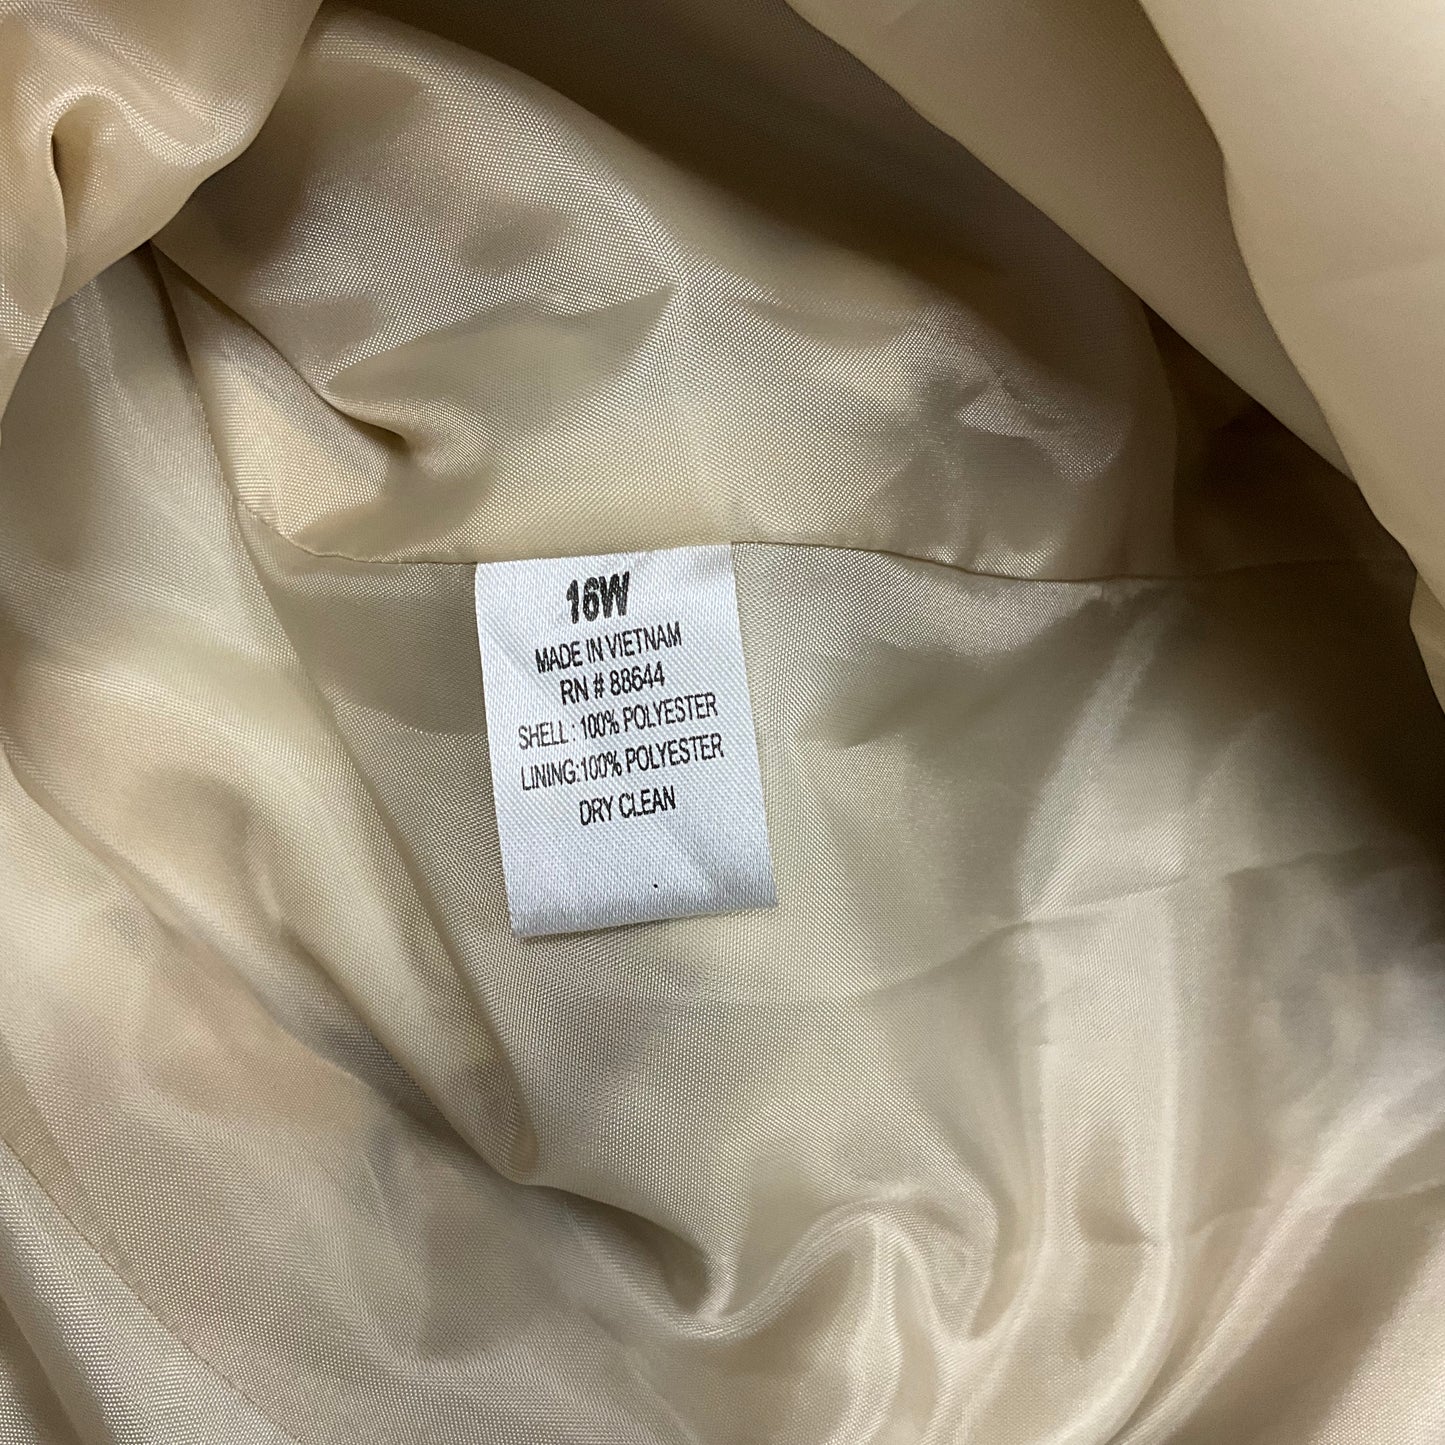 16W
MADE IN VIETNAM
RN # 88644
SHELL : 100% POLYESTER
LINING:100% POLYESTER
DRY CLEAN